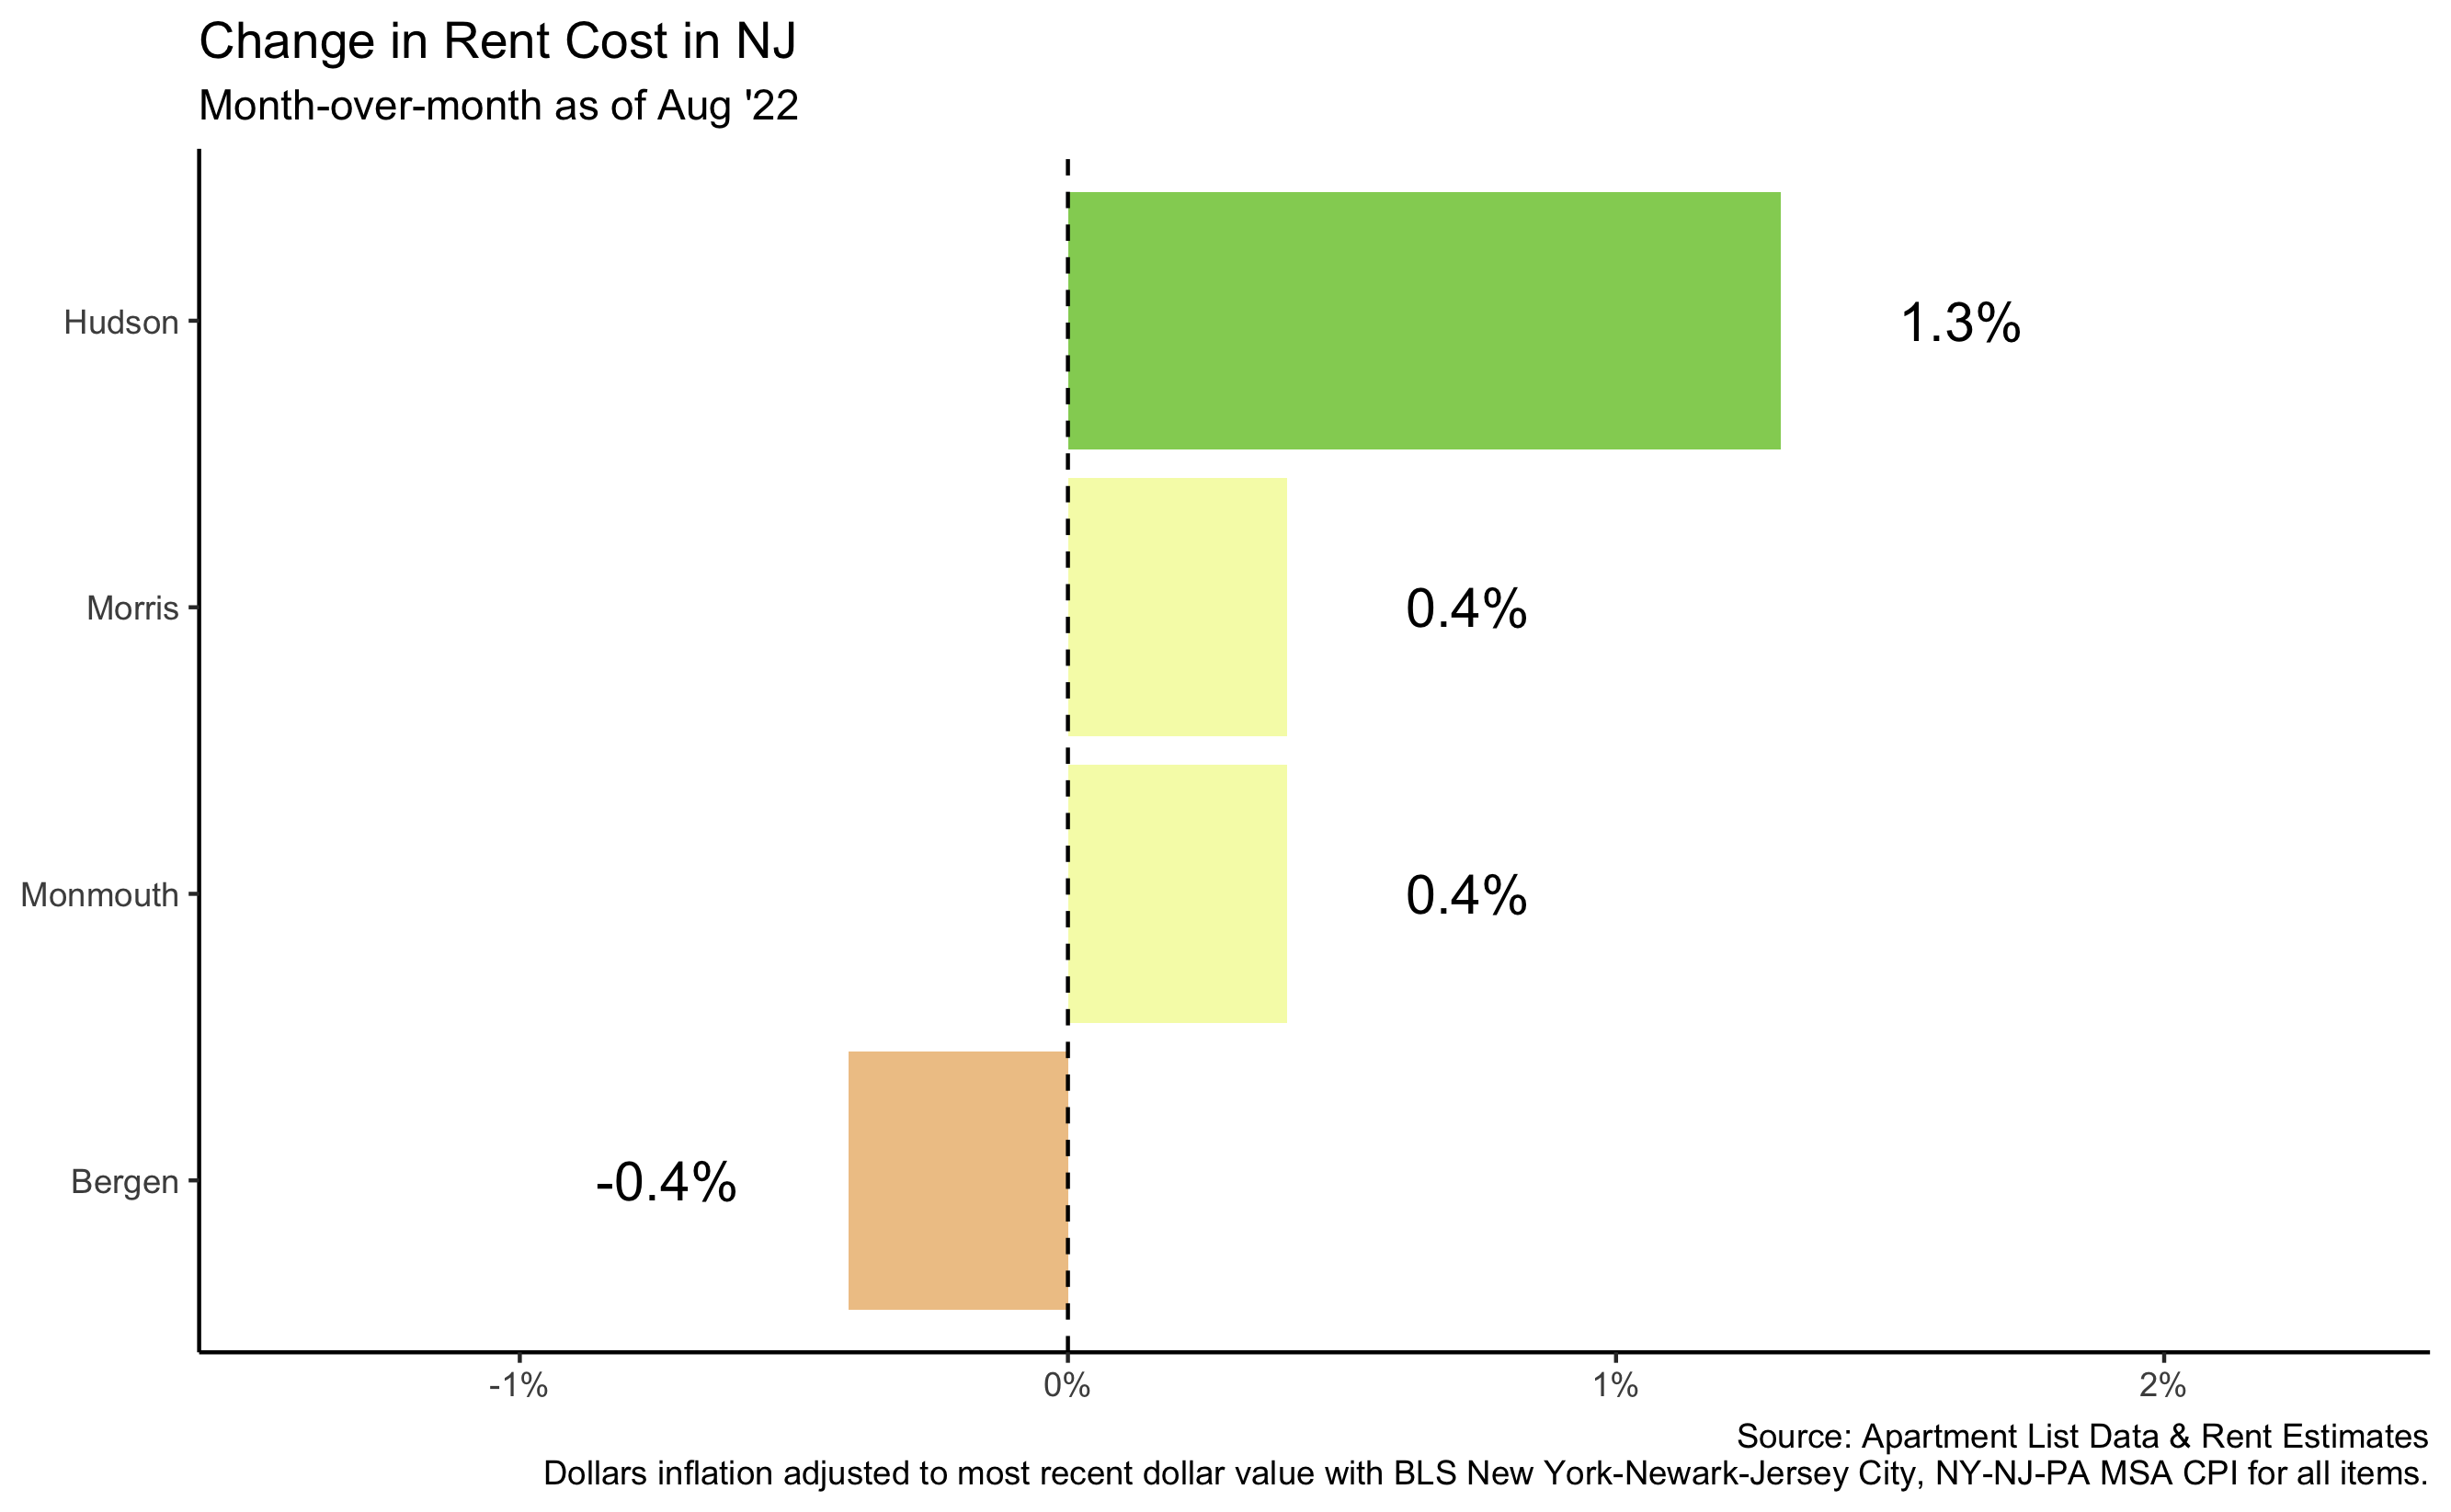 Change in Rent Cost in NJ
Month-over-month as of Aug '22
Hudson
1.3%
Morris
0.4%
Monmouth
0.4%
Bergen
-0.4%
-1%
0%
1%
2%
Source: Apartment List Data & Rent Estimates
Dollars inflation adjusted to most recent dollar value with BLS New York-Newark-Jersey City, NY-NJ-PA MSA CPI for all items.